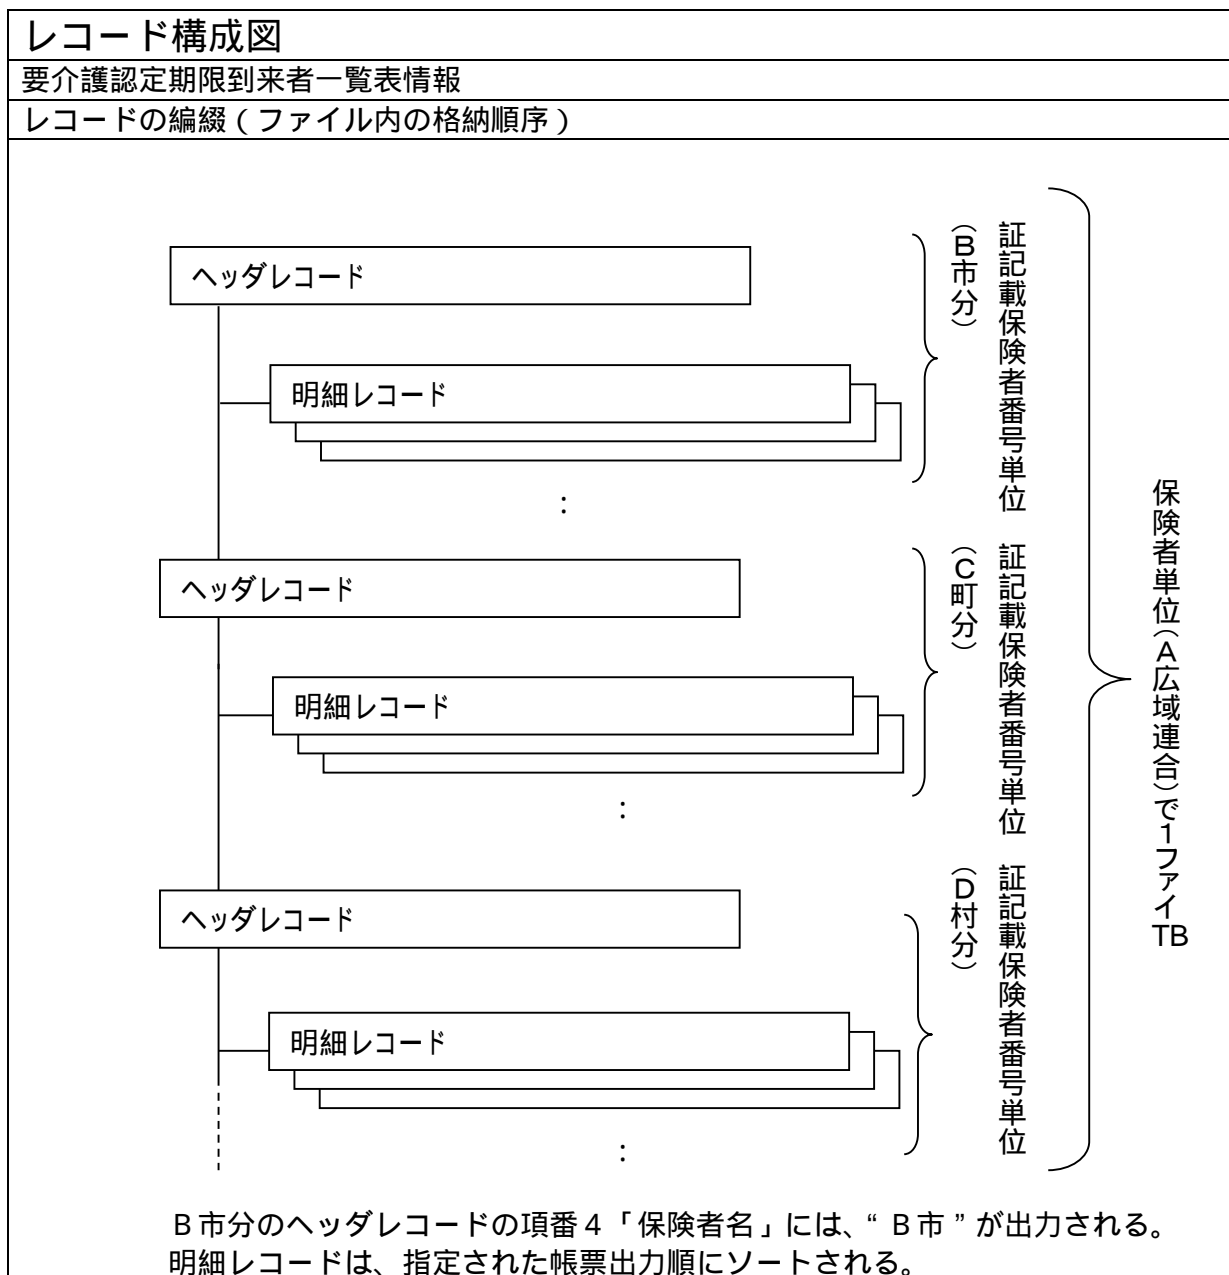 レコード構成図
要介護認定期限到来者一覧表情報
レコードの編綴（ファイル内の格納順序）
ヘッダレコード
明細レコード
：
証記載保険者番号単位
（B市分）
ヘッダレコード
明細レコード
：
証記載保険者番号単位
（C町分）
ヘッダレコード
明細レコード
：
証記載保険者番号単位
（D村分）
保険者単位（A広域連合）で1ファイTB
B市分のヘッダレコードの項番4「保険者名」には、“B市”が出力される。
明細レコードは、指定された帳票出力順にソートされる。